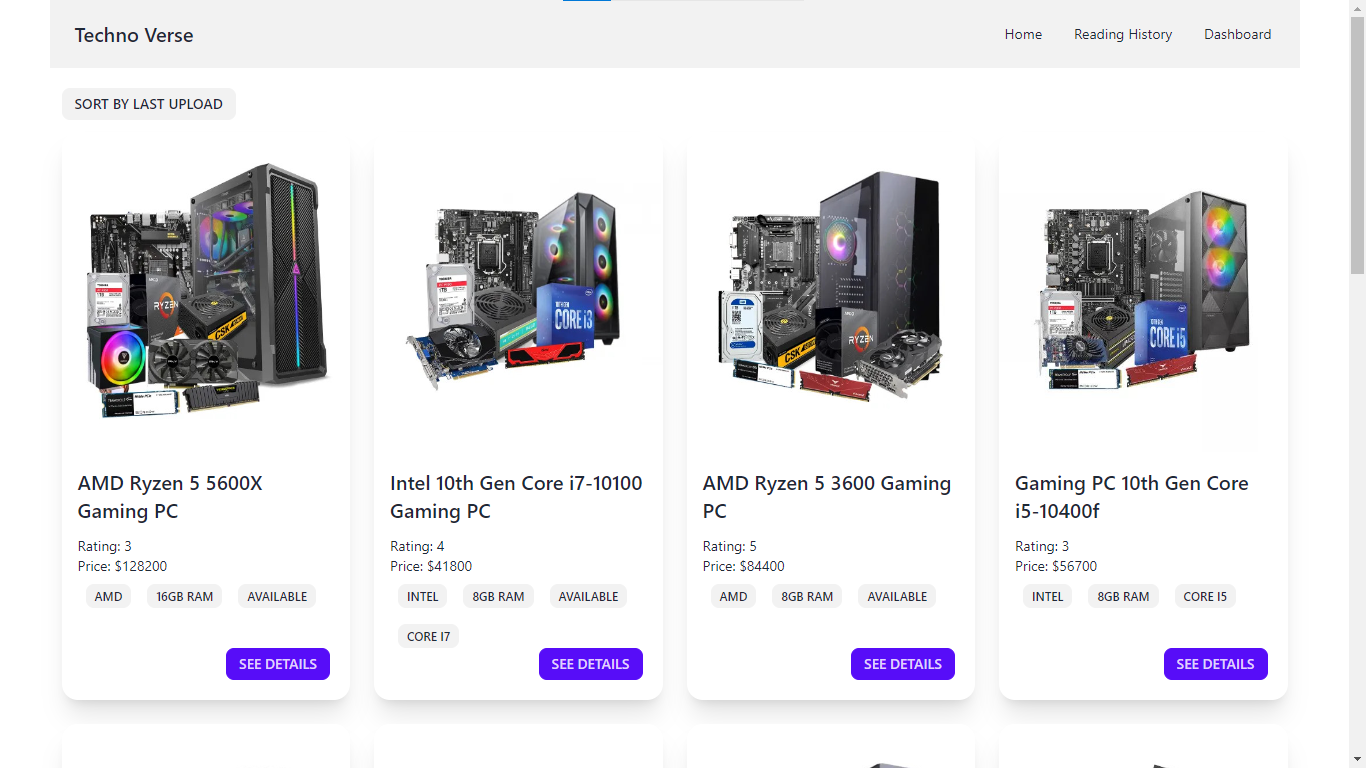 Techno Verse
Home Reading History Dashboard
SORT BY LAST UPLOAD
RYZEN
CSK
CORE i3
RYZEN
CSK
CORE i5
AMD Ryzen 5 5600X
Gaming PC
Rating: 3
Price: $128200
AMD 16GB RAM AVAILABLE
SEE DETAILS
Intel 10th Gen Core i7-10100
Gaming PC
Rating: 4
Price: $41800
INTEL 8GB RAM AVAILABLE
CORE I7
SEE DETAILS
AMD Ryzen 5 3600 Gaming
PC
Rating: 5
Price: $84400
AMD 8GB RAM AVAILABLE
SEE DETAILS
Gaming PC 10th Gen Core
i5-10400f
Rating: 3
Price: $56700
INTEL 8GB RAM CORE I5
SEE DETAILS